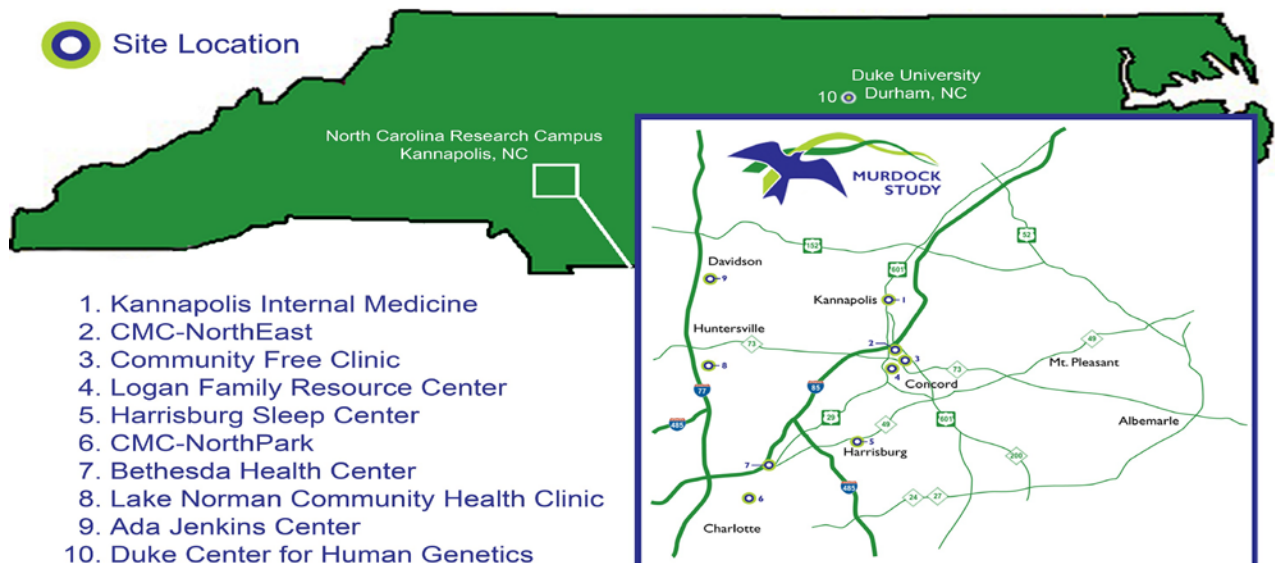 Site Location
Duke University
10 Durham, NC
North Carolina Research Campus
Kannapolis, NC
1. Kannapolis Internal Medicine
2. CMC-NorthEast
3. Community Free Clinic
4. Logan Family Resource Center
5. Harrisburg Sleep Center
6. CMC-NorthPark
7. Bethesda Health Center
8. Lake Norman Community Health Clinic
9. Ada Jenkins Center
10. Duke Center for Human Genetics
MURDOCK
STUDY
52
152
Davidson
601
9
Kannapolis
1
Huntersville
73
2
49
3
Mt. Pleasant
8
4
73
Concord
77
85
29
601
Albemarle
485
49
5
Harrisburg
200
7
485
6
24
27
Charlotte